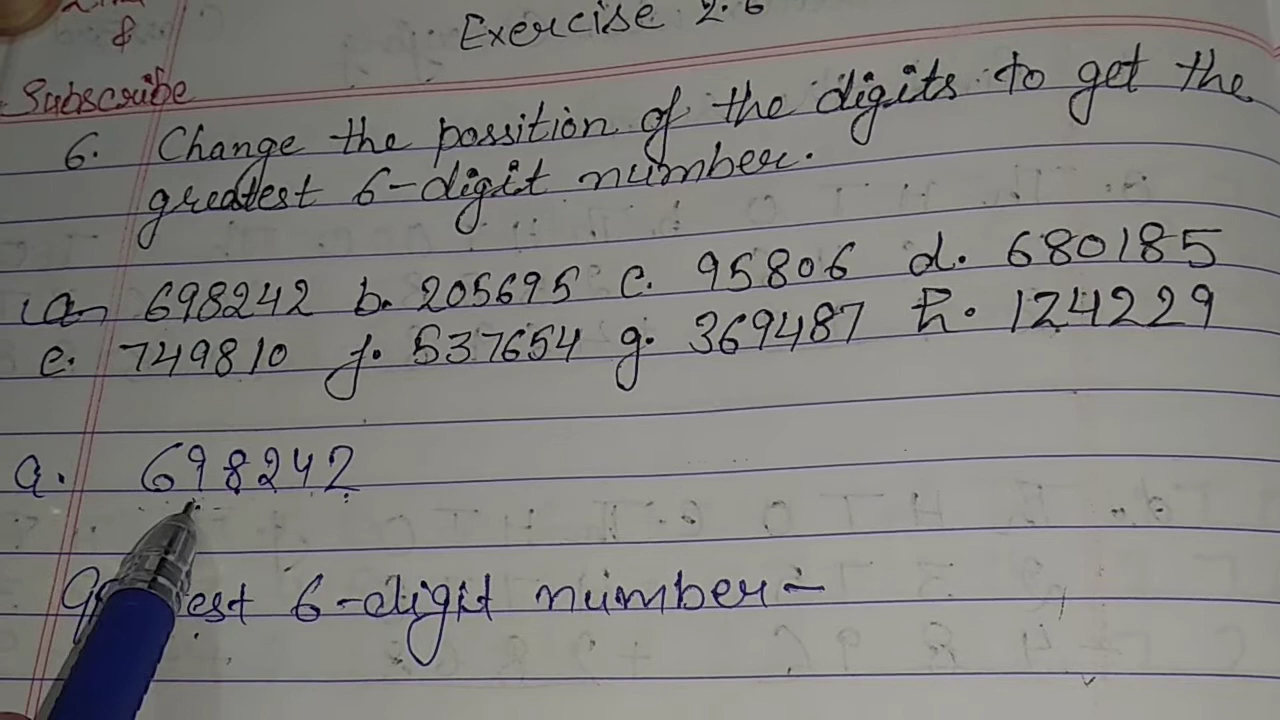 Exercise 2.6
&
Subscribe
6. Change the possition of the digits to get the
greatest 6-digit number.
a. 698242 b. 205695 c. 95806 d. 680185
e. 749810 f. 537654 g. 369487 h. 124229
a. 698242
6-digit number =